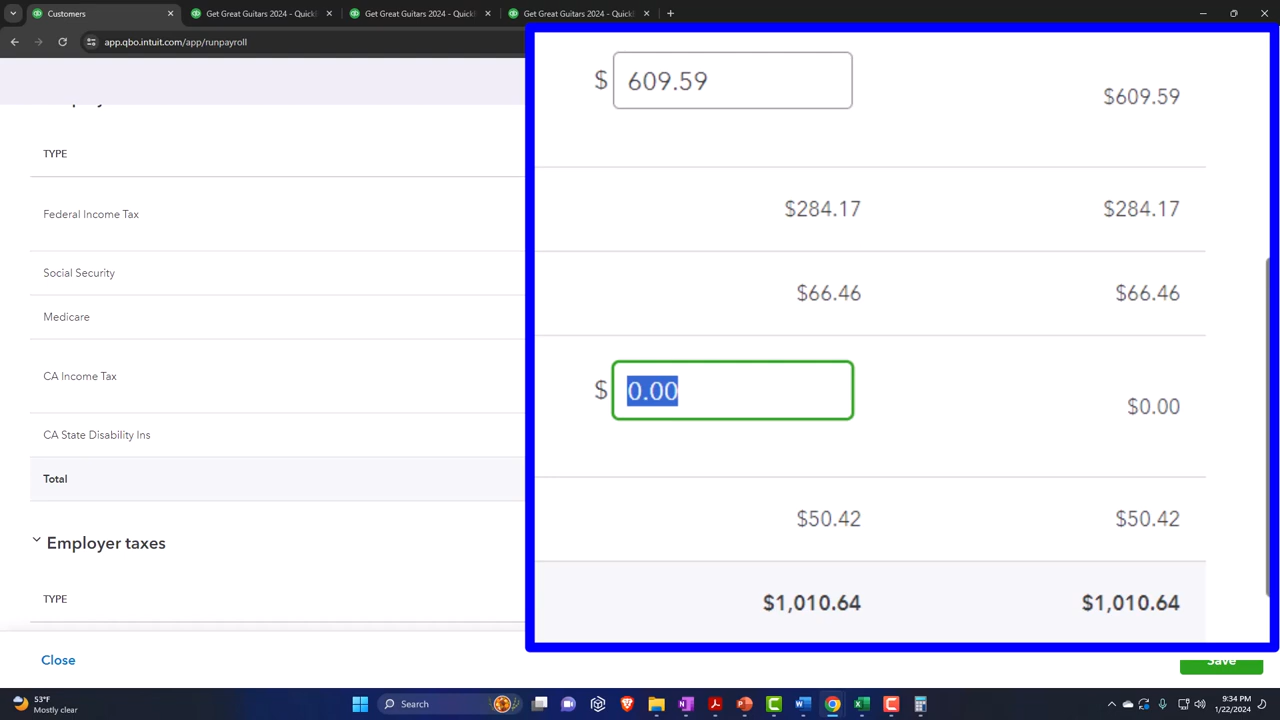 Customers
Get Great Guitars 2024 - QuickB
Get Great Guitars 2024 - QuickB
Get Great Guitars 2024 - QuickB
app.qbo.intuit.com/app/runpayroll
TYPE
Federal Income Tax
$ 609.59 $609.59
Social Security
$284.17 $284.17
Medicare
$66.46 $66.46
CA Income Tax
$ 0.00 $0.00
CA State Disability Ins
$50.42 $50.42
Total
$1,010.64 $1,010.64
Employer taxes
TYPE
Close
Save
53°F
Mostly clear
Search
9:34 PM
1/22/2024